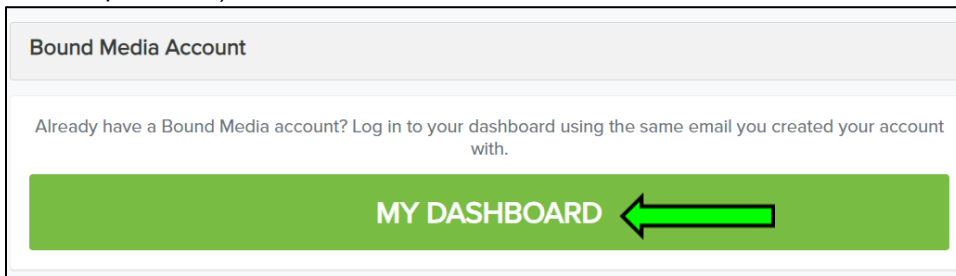 Bound Media Account
Already have a Bound Media account? Log in to your dashboard using the same email you created your account
with.
MY DASHBOARD